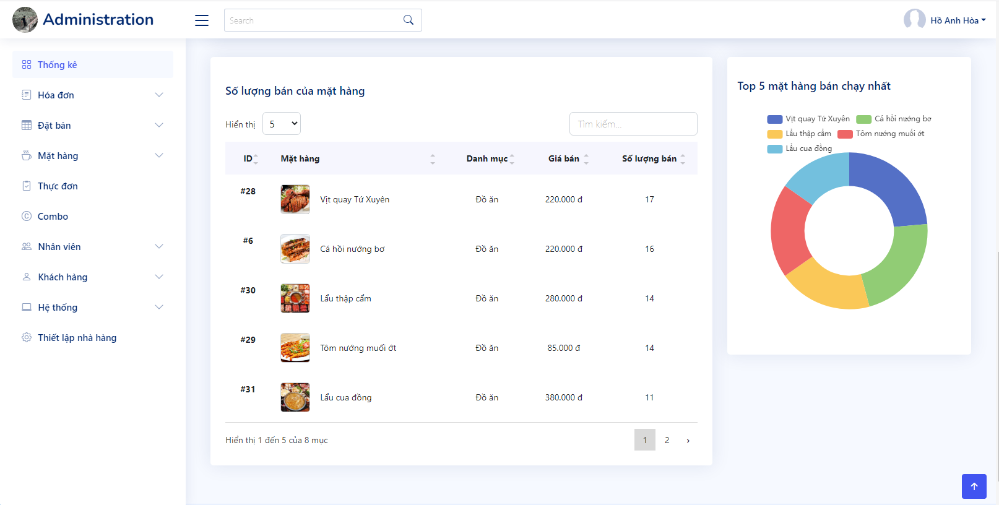 Administration
Search
Hồ Anh Hòa
Thống kê
Hóa đơn
Đặt bàn
Mặt hàng
Thực đơn
Combo
Nhân viên
Khách hàng
Hệ thống
Thiết lập nhà hàng
Số lượng bán của mặt hàng
Hiển thị 5
Tìm kiếm...
ID Mặt hàng Danh mục Giá bán Số lượng bán
#28 Vịt quay Tứ Xuyên Đồ ăn 220.000 đ 17
#6 Cá hồi nướng bơ Đồ ăn 220.000 đ 16
#30 Lẩu thập cẩm Đồ ăn 280.000 đ 14
#29 Tôm nướng muối ớt Đồ ăn 85.000 đ 14
#31 Lẩu cua đồng Đồ ăn 380.000 đ 11
Hiển thị 1 đến 5 của 8 mục
1 2 ›
Top 5 mặt hàng bán chạy nhất
Vịt quay Tứ Xuyên Cá hồi nướng bơ
Lẩu thập cẩm Tôm nướng muối ớt
Lẩu cua đồng